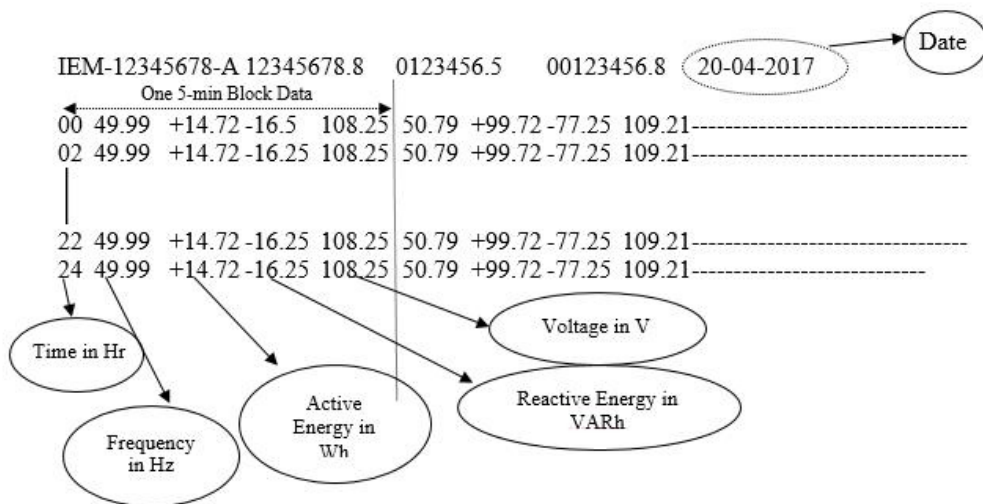 Date
IEM-12345678-A 12345678.8 0123456.5 00123456.8 20-04-2017
One 5-min Block Data
00 49.99 +14.72 -16.5 108.25 50.79 +99.72 -77.25 109.21---------------------------------
02 49.99 +14.72 -16.25 108.25 50.79 +99.72 -77.25 109.21---------------------------------
22 49.99 +14.72 -16.25 108.25 50.79 +99.72 -77.25 109.21---------------------------------
24 49.99 +14.72 -16.25 108.25 50.79 +99.72 -77.25 109.21----------------------------
Time in Hr
Frequency
in Hz
Active
Energy in
Wh
Voltage in V
Reactive Energy in
VARh